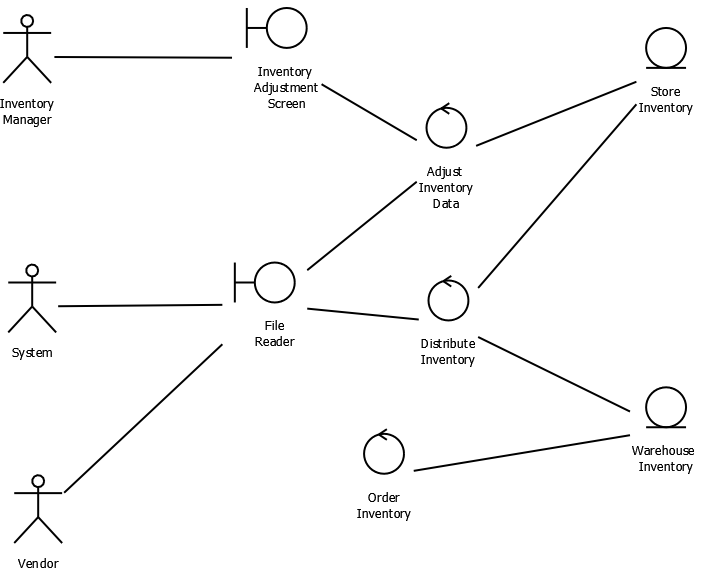 Inventory
Adjustment
Screen
Inventory
Manager
Store
Inventory
Adjust
Inventory
Data
System
File
Reader
Distribute
Inventory
Warehouse
Inventory
Order
Inventory
Vendor